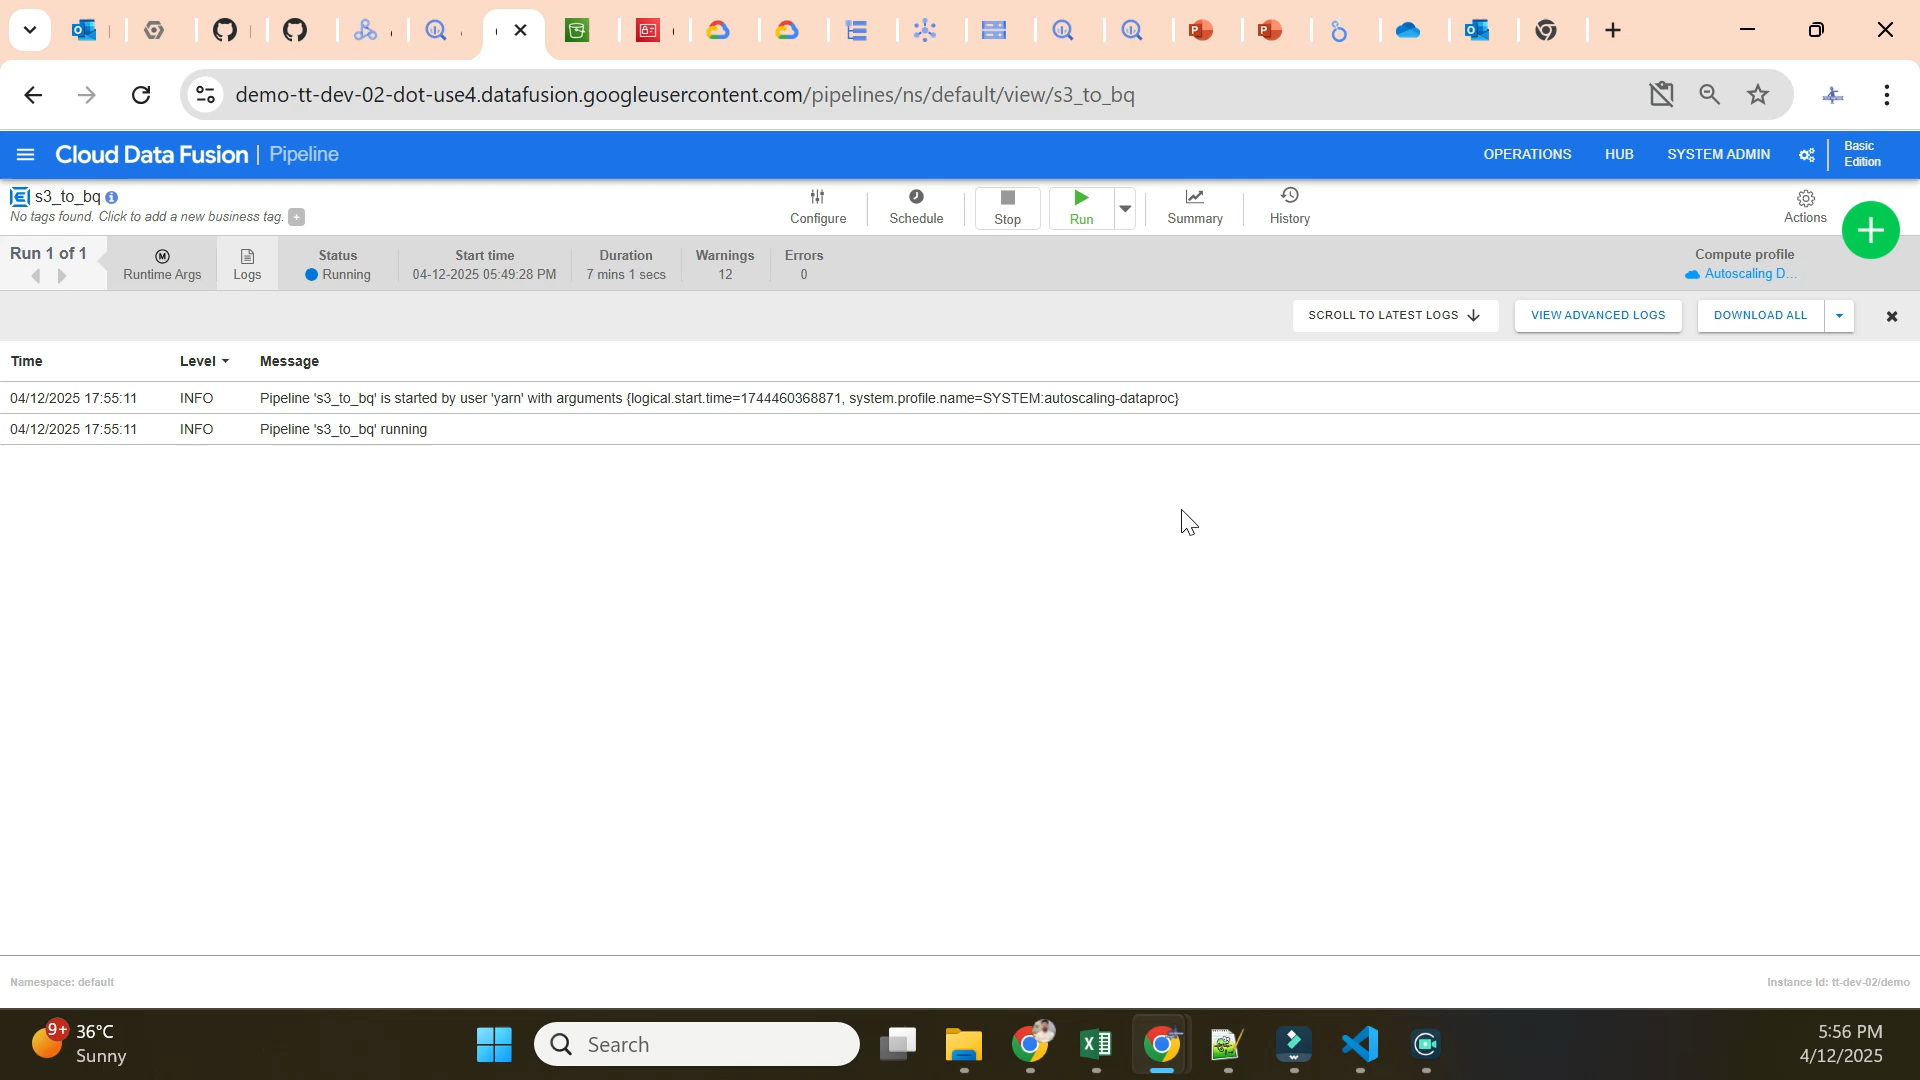 demo-tt-dev-02-dot-use4.datafusion.googleusercontent.com/pipelines/ns/default/view/s3_to_bq
Cloud Data Fusion | Pipeline
OPERATIONS
HUB
SYSTEM ADMIN
Basic
Edition
s3_to_bq
No tags found. Click to add a new business tag.
Configure
Schedule
Stop
Run
Summary
History
Actions
Run 1 of 1
Runtime Args
Logs
Status
Running
Start time
04-12-2025 05:49:28 PM
Duration
7 mins 1 secs
Warnings
12
Errors
0
Compute profile
Autoscaling D...
SCROLL TO LATEST LOGS
VIEW ADVANCED LOGS
DOWNLOAD ALL
Time Level Message
04/12/2025 17:55:11 INFO Pipeline 's3_to_bq' is started by user 'yarn' with arguments {logical.start.time=1744460368871, system.profile.name=SYSTEM:autoscaling-dataproc}
04/12/2025 17:55:11 INFO Pipeline 's3_to_bq' running
Namespace: default
Instance Id: tt-dev-02/demo
9+
36°C
Sunny
Search
5:56 PM
4/12/2025